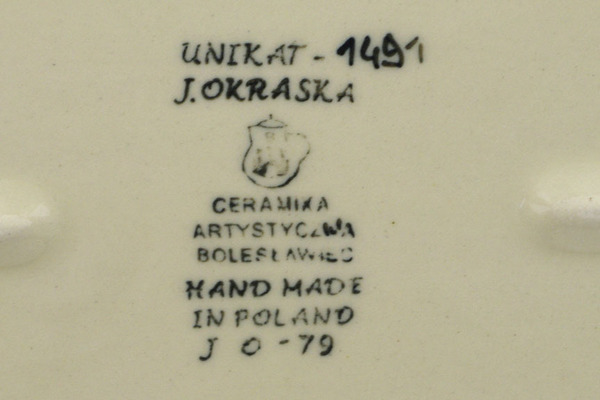 UNIKAT - 1491
J. OKRASKA
CERAMIKA
ARTYSTYCZNA
BOLESŁAWIEC
HAND MADE
IN POLAND
J O - 79